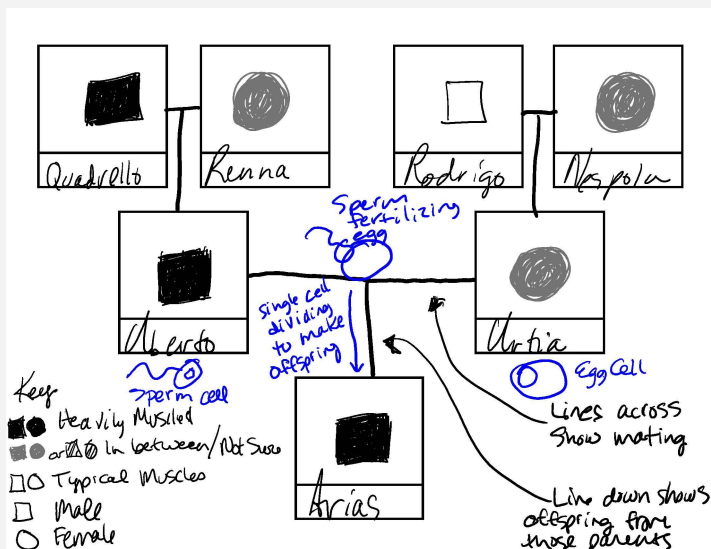 Quadrello
Renna
Rodrigo
Nespola
Sperm
fertilizing
egg
Alberto
Artia
single cell
dividing
to make
offspring
Sperm cell
Egg Cell
Key
Heavily Muscled
or In between/Not Sure
Typical Muscles
Male
Female
Arias
Lines across
show mating
Line down shows
offspring from
those parents